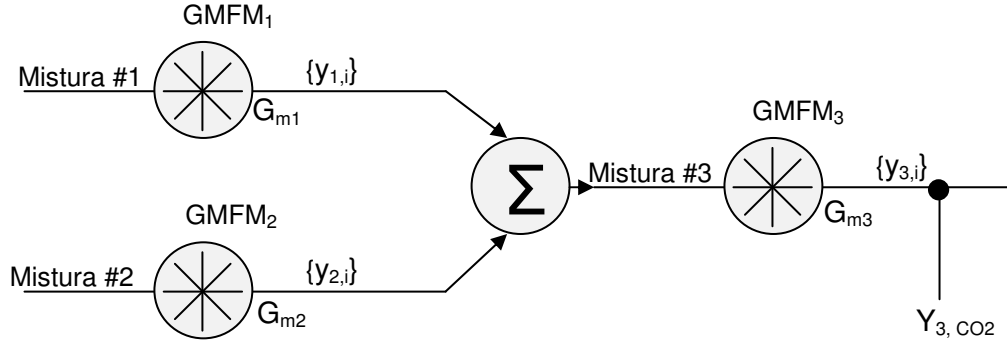 GMFM₁
Mistura #1
{y₁,ᵢ}
Gₘ₁
GMFM₃
Σ
Mistura #3
{y₃,ᵢ}
Gₘ₃
GMFM₂
Mistura #2
{y₂,ᵢ}
Gₘ₂
Y₃, CO2